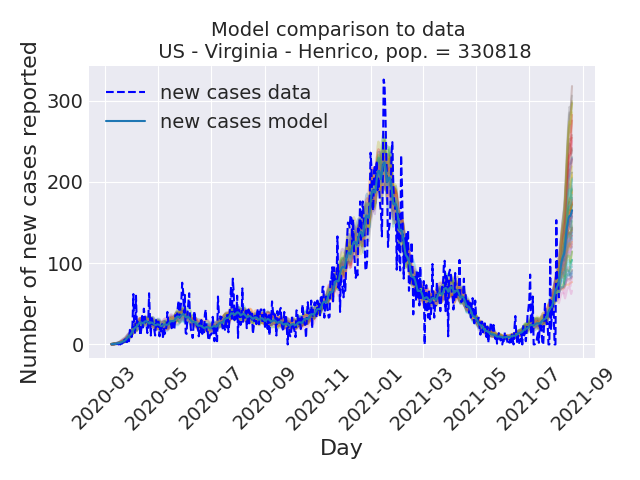 Model comparison to data
US - Virginia - Henrico, pop. = 330818
Number of new cases reported
300
200
100
0
new cases data
new cases model
2020-03
2020-05
2020-07
2020-09
2020-11
2021-01
2021-03
2021-05
2021-07
2021-09
Day